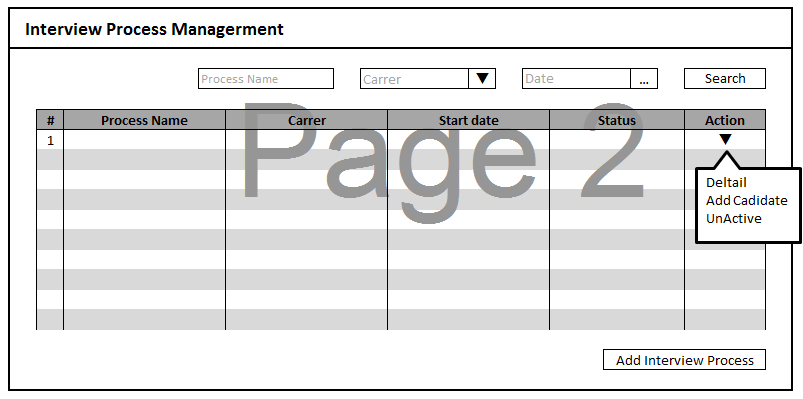 Interview Process Managerment
Process Name Carrer ▼ Date ... Search
# Process Name Carrer Start date Status Action
1 ▼
Page 2
Deltail
Add Cadidate
UnActive
Add Interview Process